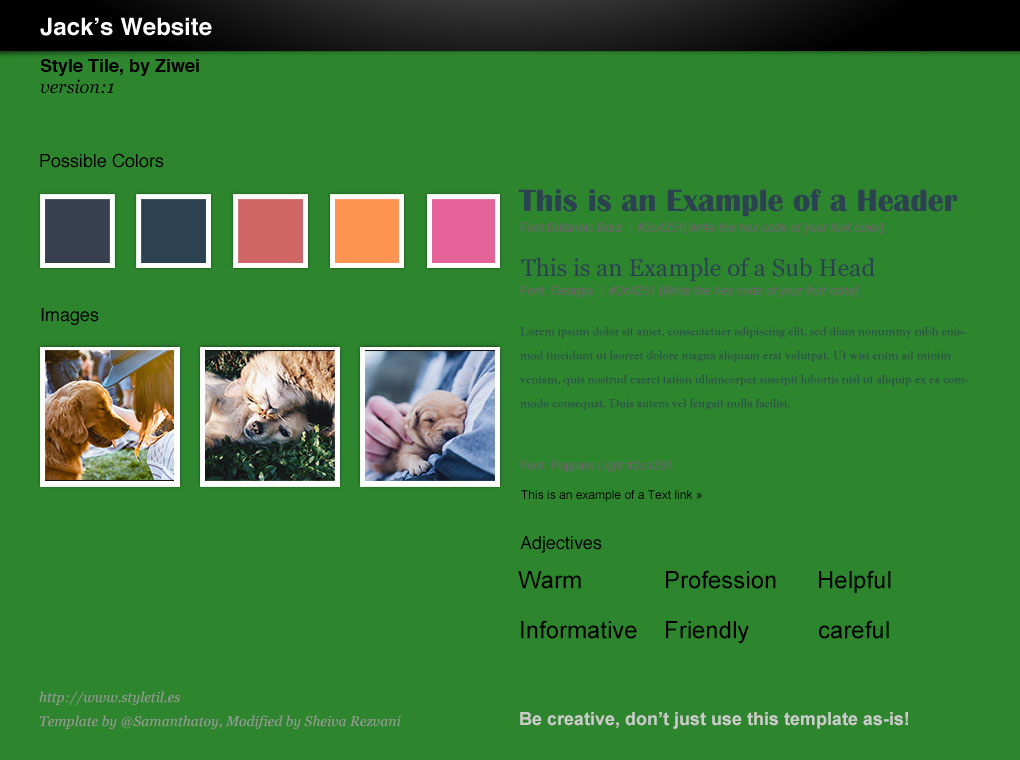 Jack’s Website
Style Tile, by Ziwei
version:1
Possible Colors
Images
This is an Example of a Header
Font:Britannic Bold | #2c4251[Write the hex code of your font color]
This is an Example of a Sub Head
Font: Georgia | #2c4251 [Write the hex code of your font color]
Lorem ipsum dolor sit amet, consectetuer adipiscing elit, sed diam nonummy nibh euis-
mod tincidunt ut laoreet dolore magna aliquam erat volutpat. Ut wisi enim ad minim
veniam, quis nostrud exerci tation ullamcorper suscipit lobortis nisl ut aliquip ex ea com-
modo consequat. Duis autem vel feugait nulla facilisi.
Font: Poppins Light
This is an example of a Text link »
Adjectives
Warm Profession Helpful
Informative Friendly careful
http://www.styletil.es
Template by @Samanthatoy, Modified by Sheiva Rezvani
Be creative, don’t just use this template as-is!